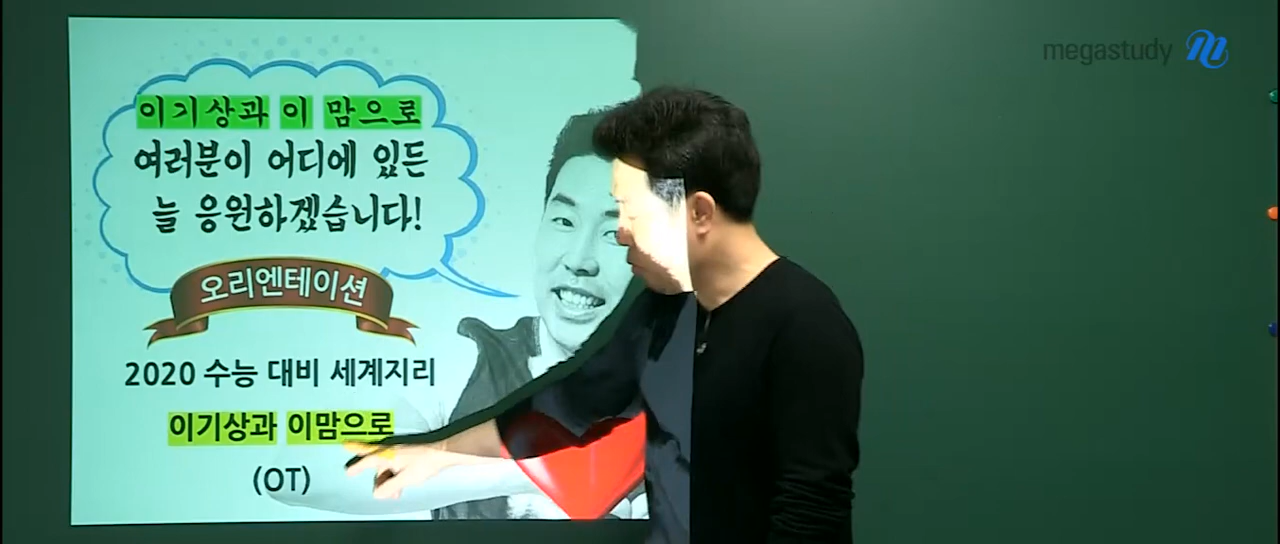 megastudy
이기상과 이 맘으로
여러분이 어디에 있든
늘 응원하겠습니다!
오리엔테이션
2020 수능 대비 세계지리
이기상과 이맘으로
(OT)